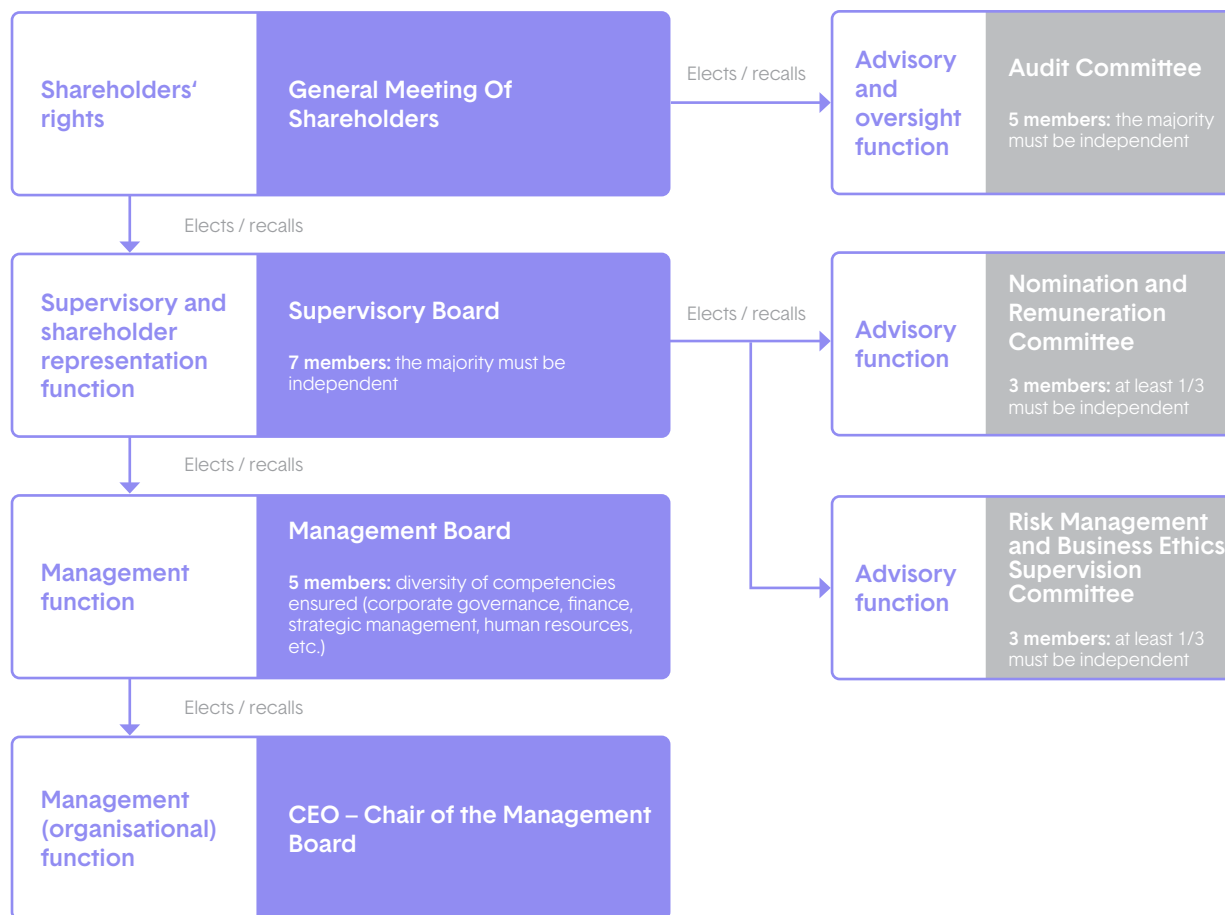 Shareholders‘
rights
General Meeting Of
Shareholders
Elects / recalls
Advisory
and
oversight
function
Audit Committee
5 members: the majority
must be independent
Elects / recalls
Supervisory and
shareholder
representation
function
Supervisory Board
7 members: the majority must be
independent
Elects / recalls
Advisory
function
Nomination and
Remuneration
Committee
3 members: at least 1/3
must be independent
Elects / recalls
Management
function
Management Board
5 members: diversity of competencies
ensured (corporate governance, finance,
strategic management, human resources,
etc.)
Advisory
function
Risk Management
and Business Ethics
Supervision
Committee
3 members: at least 1/3
must be independent
Elects / recalls
Management
(organisational)
function
CEO – Chair of the Management
Board